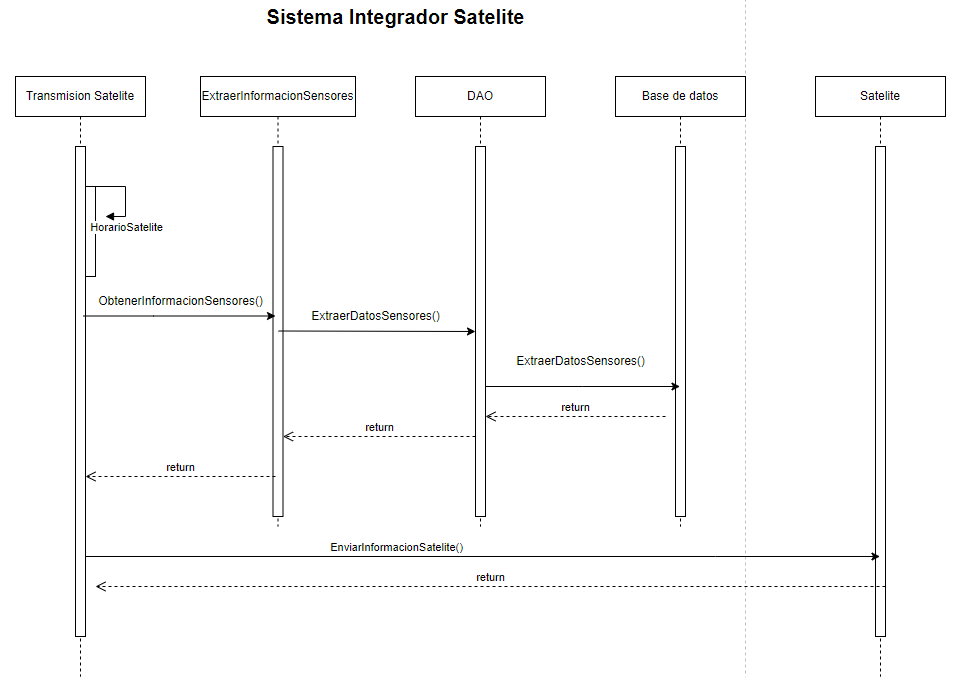 Sistema Integrador Satelite
Transmision Satelite
ExtraerInformacionSensores
DAO
Base de datos
Satelite
HorarioSatelite
ObtenerInformacionSensores()
ExtraerDatosSensores()
ExtraerDatosSensores()
return
return
return
EnviarInformacionSatelite()
return